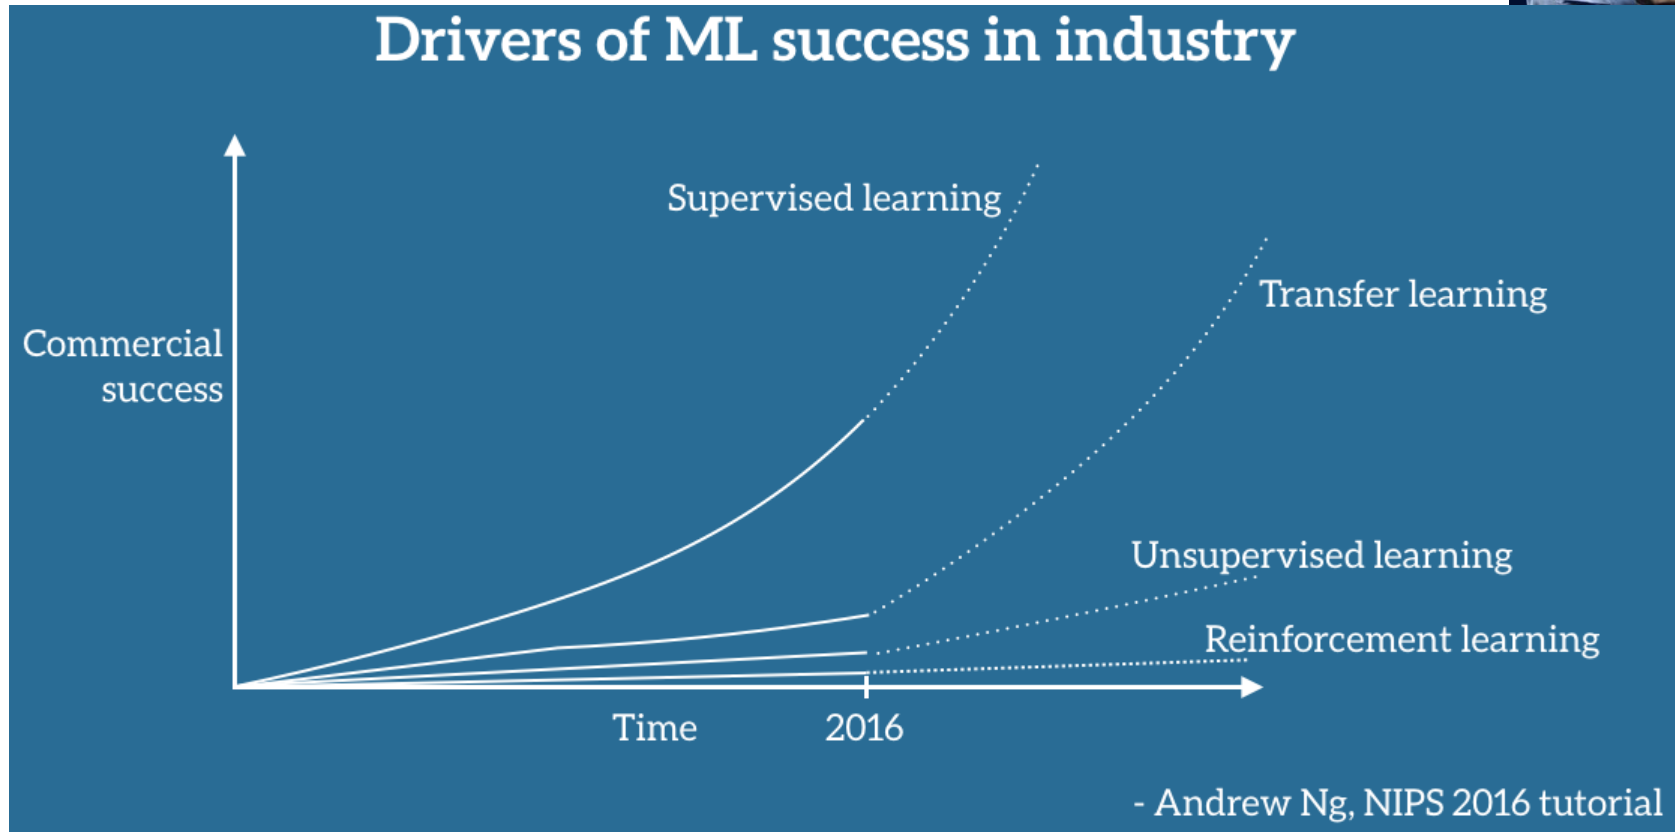 Drivers of ML success in industry
Supervised learning
Transfer learning
Commercial
success
Unsupervised learning
Reinforcement learning
Time
2016
- Andrew Ng, NIPS 2016 tutorial